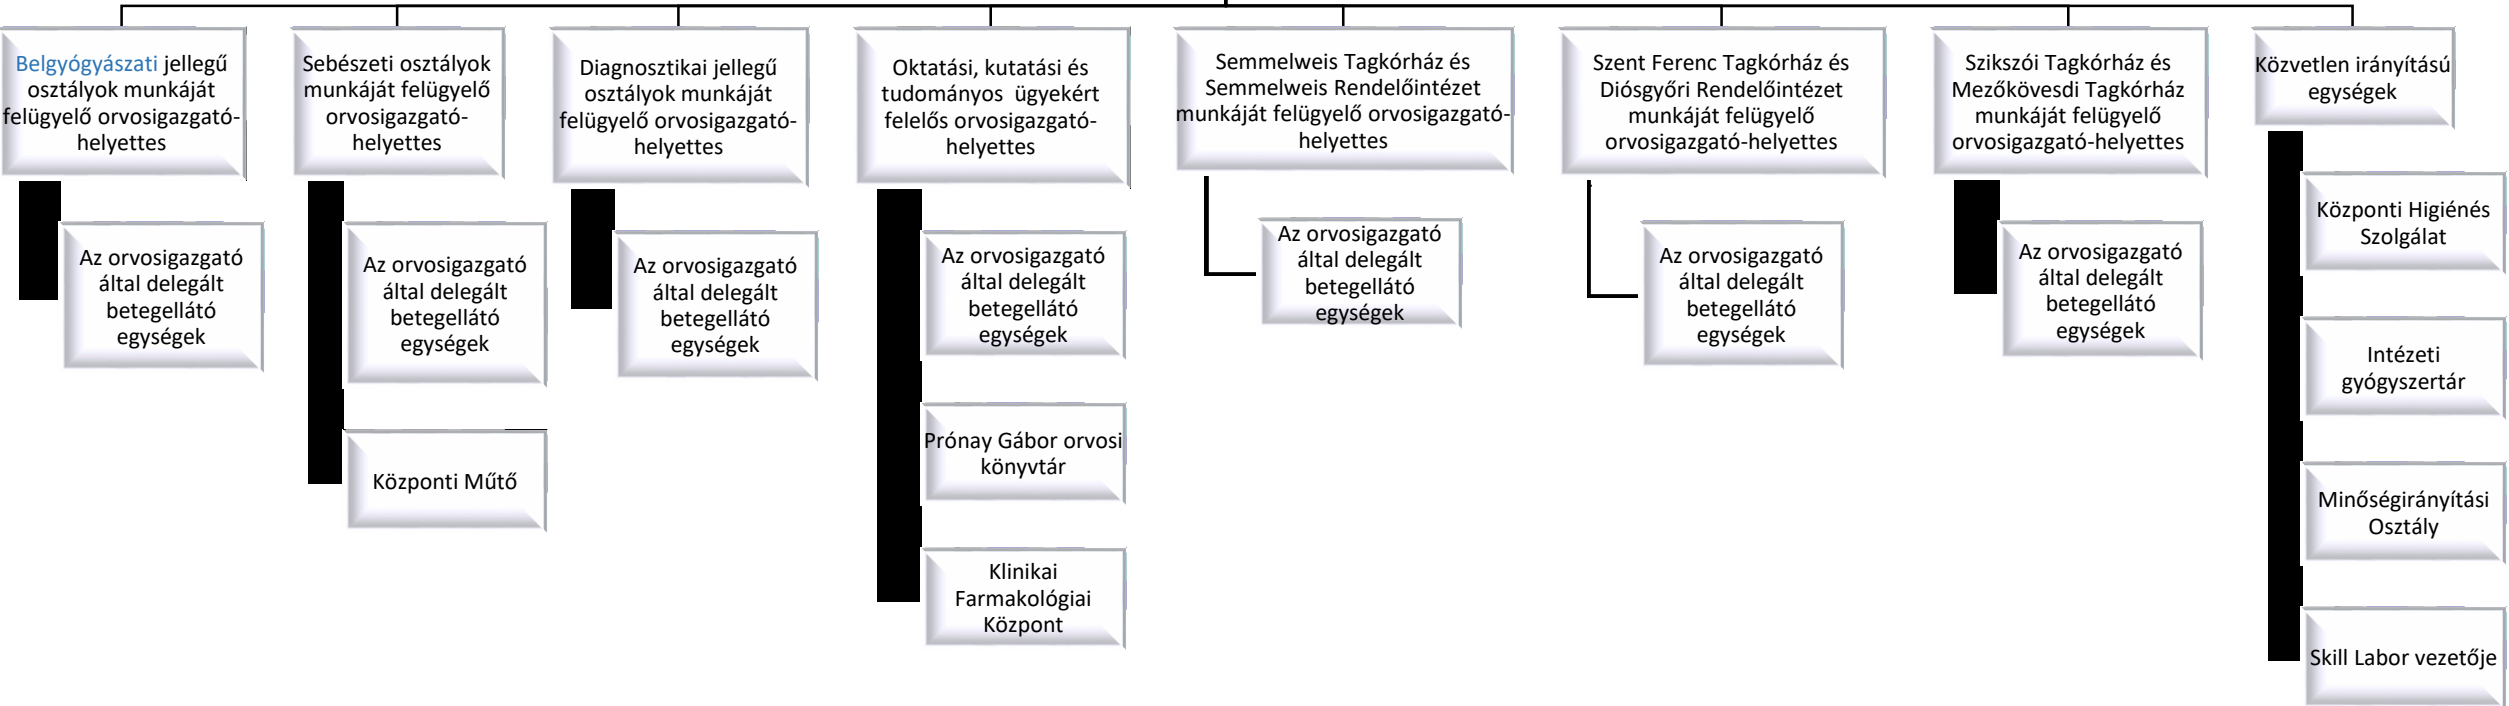 Belgyógyászati jellegű
osztályok munkáját
felügyelő orvosigazgató-
helyettes
Az orvosigazgató
által delegált
betegellátó
egységek
Sebészeti osztályok
munkáját felügyelő
orvosigazgató-
helyettes
Az orvosigazgató
által delegált
betegellátó
egységek
Központi Műtő
Diagnosztikai jellegű
osztályok munkáját
felügyelő orvosigazgató-
helyettes
Az orvosigazgató
által delegált
betegellátó
egységek
Oktatási, kutatási és
tudományos ügyekért
felelős orvosigazgató-
helyettes
Az orvosigazgató
által delegált
betegellátó
egységek
Prónay Gábor orvosi
könyvtár
Klinikai
Farmakológiai
Központ
Semmelweis Tagkórház és
Semmelweis Rendelőintézet
munkáját felügyelő orvosigazgató-
helyettes
Az orvosigazgató
által delegált
betegellátó
egységek
Szent Ferenc Tagkórház és
Diósgyőri Rendelőintézet
munkáját felügyelő
orvosigazgató-helyettes
Az orvosigazgató
által delegált
betegellátó
egységek
Szikszói Tagkórház és
Mezőkövesdi Tagkórház
munkáját felügyelő
orvosigazgató-helyettes
Az orvosigazgató
által delegált
betegellátó
egységek
Közvetlen irányítású
egységek
Központi Higiénés
Szolgálat
Intézeti
gyógyszertár
Minőségirányítási
Osztály
Skill Labor vezetője